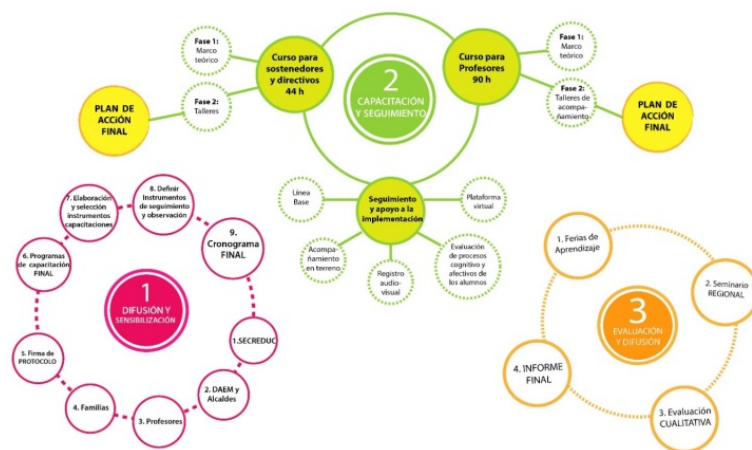 Fase 1:
Marco
teórico
Fase 2:
Talleres
PLAN DE
ACCIÓN
FINAL
Curso para
sostenedores
y directivos
44 h
2
CAPACITACIÓN
Y SEGUIMIENTO
Curso para
Profesores
90 h
Fase 1:
Marco
teórico
Fase 2:
Talleres de
acompa-
ñamiento
PLAN DE
ACCIÓN
FINAL
Línea
Base
Seguimiento
y apoyo a la
implementación
Plataforma
virtual
Acompa-
ñamiento
en terreno
Registro
audio-
visual
Evaluación
de procesos
cognitivo y
afectivos de
los alumnos
1
DIFUSIÓN Y
SENSIBILIZACIÓN
1.SECREDUC
2. DAEM y
Alcaldes
3. Profesores
4. Familias
5. Firma de
PROTOCOLO
6. Programas
de capacitación
FINAL
7. Elaboración
y selección
instrumentos
capacitaciones
8. Definir
Instrumentos
de seguimiento
y observación
9.
Cronograma
FINAL
3
EVALUACIÓN
Y DIFUSIÓN
1. Ferias de
Aprendizaje
2. Seminario
REGIONAL
3. Evaluación
CUALITATIVA
4. INFORME
FINAL